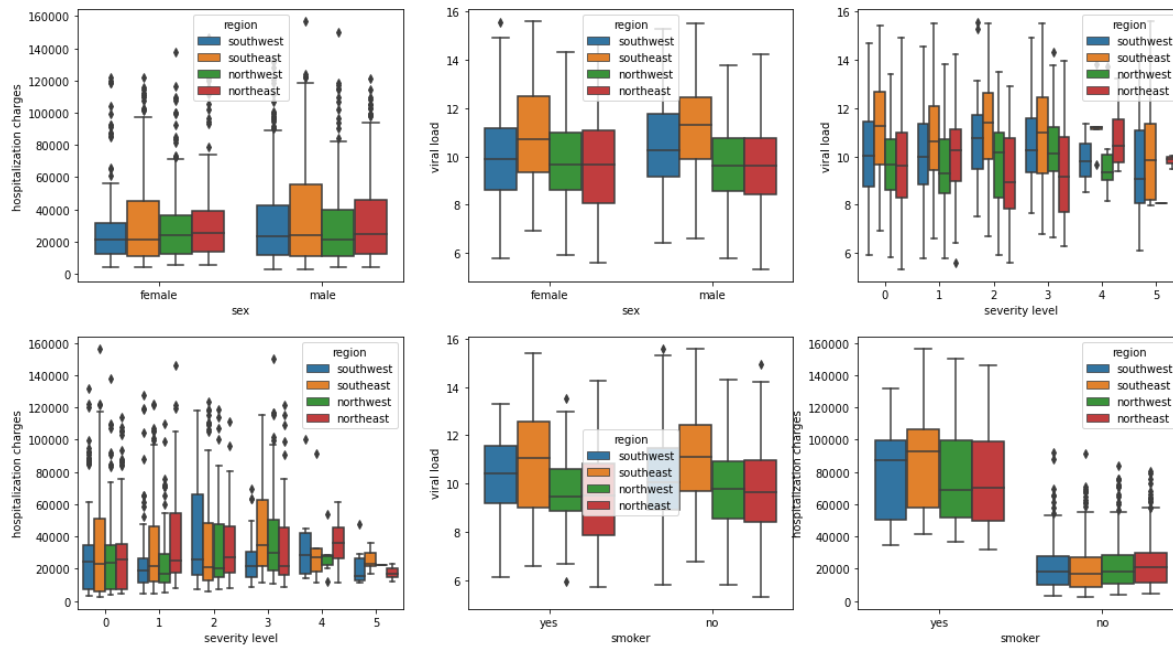 hospitalization charges
160000
140000
120000
100000
80000
60000
40000
20000
0
region
southwest
southeast
northwest
northeast
female male
sex
viral load
16
14
12
10
8
6
region
southwest
southeast
northwest
northeast
female male
sex
viral load
16
14
12
10
8
6
region
southwest
southeast
northwest
northeast
0 1 2 3 4 5
severity level
hospitalization charges
160000
140000
120000
100000
80000
60000
40000
20000
0
region
southwest
southeast
northwest
northeast
0 1 2 3 4 5
severity level
viral load
16
14
12
10
8
6
region
southwest
southeast
northwest
northeast
yes no
smoker
hospitalization charges
160000
140000
120000
100000
80000
60000
40000
20000
0
region
southwest
southeast
northwest
northeast
yes no
smoker